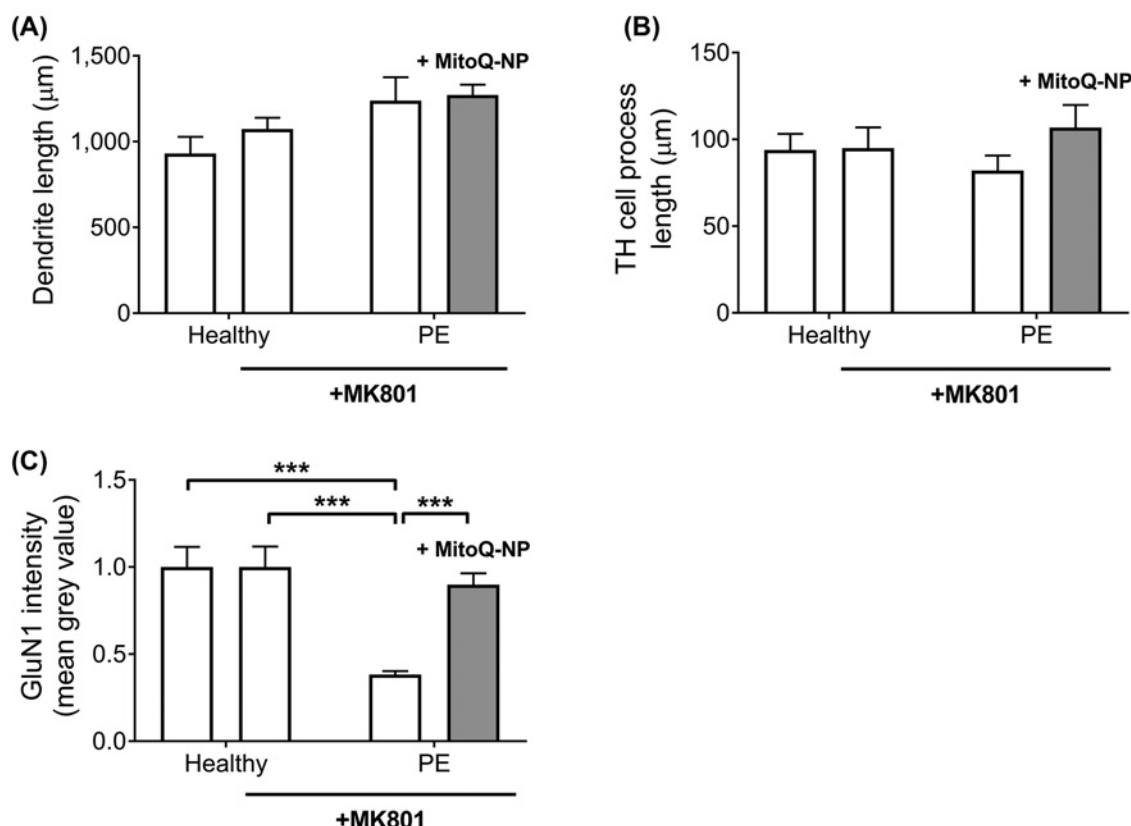 (A)
1,500
1,000
500
0
Dendrite length (μm)
+ MitoQ-NP
Healthy
PE
+MK801
(B)
150
100
50
0
TH cell process
length (μm)
+ MitoQ-NP
Healthy
PE
+MK801
(C)
1.5
1.0
0.5
0.0
GluN1 intensity
(mean grey value)
***
***
***
+ MitoQ-NP
Healthy
PE
+MK801